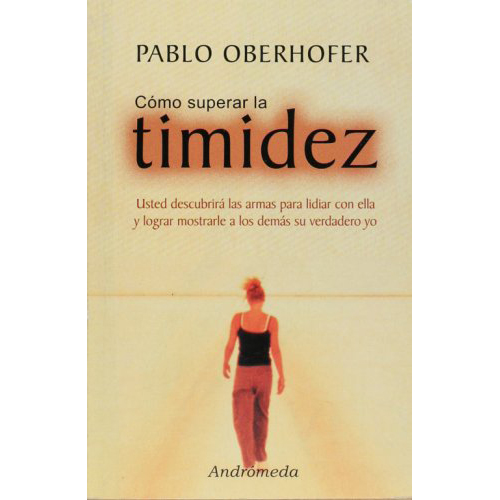 PABLO OBERHOFER
Cómo superar la
timidez
Usted descubrirá las armas para lidiar con ella
y lograr mostrarle a los demás su verdadero yo
Andrómeda